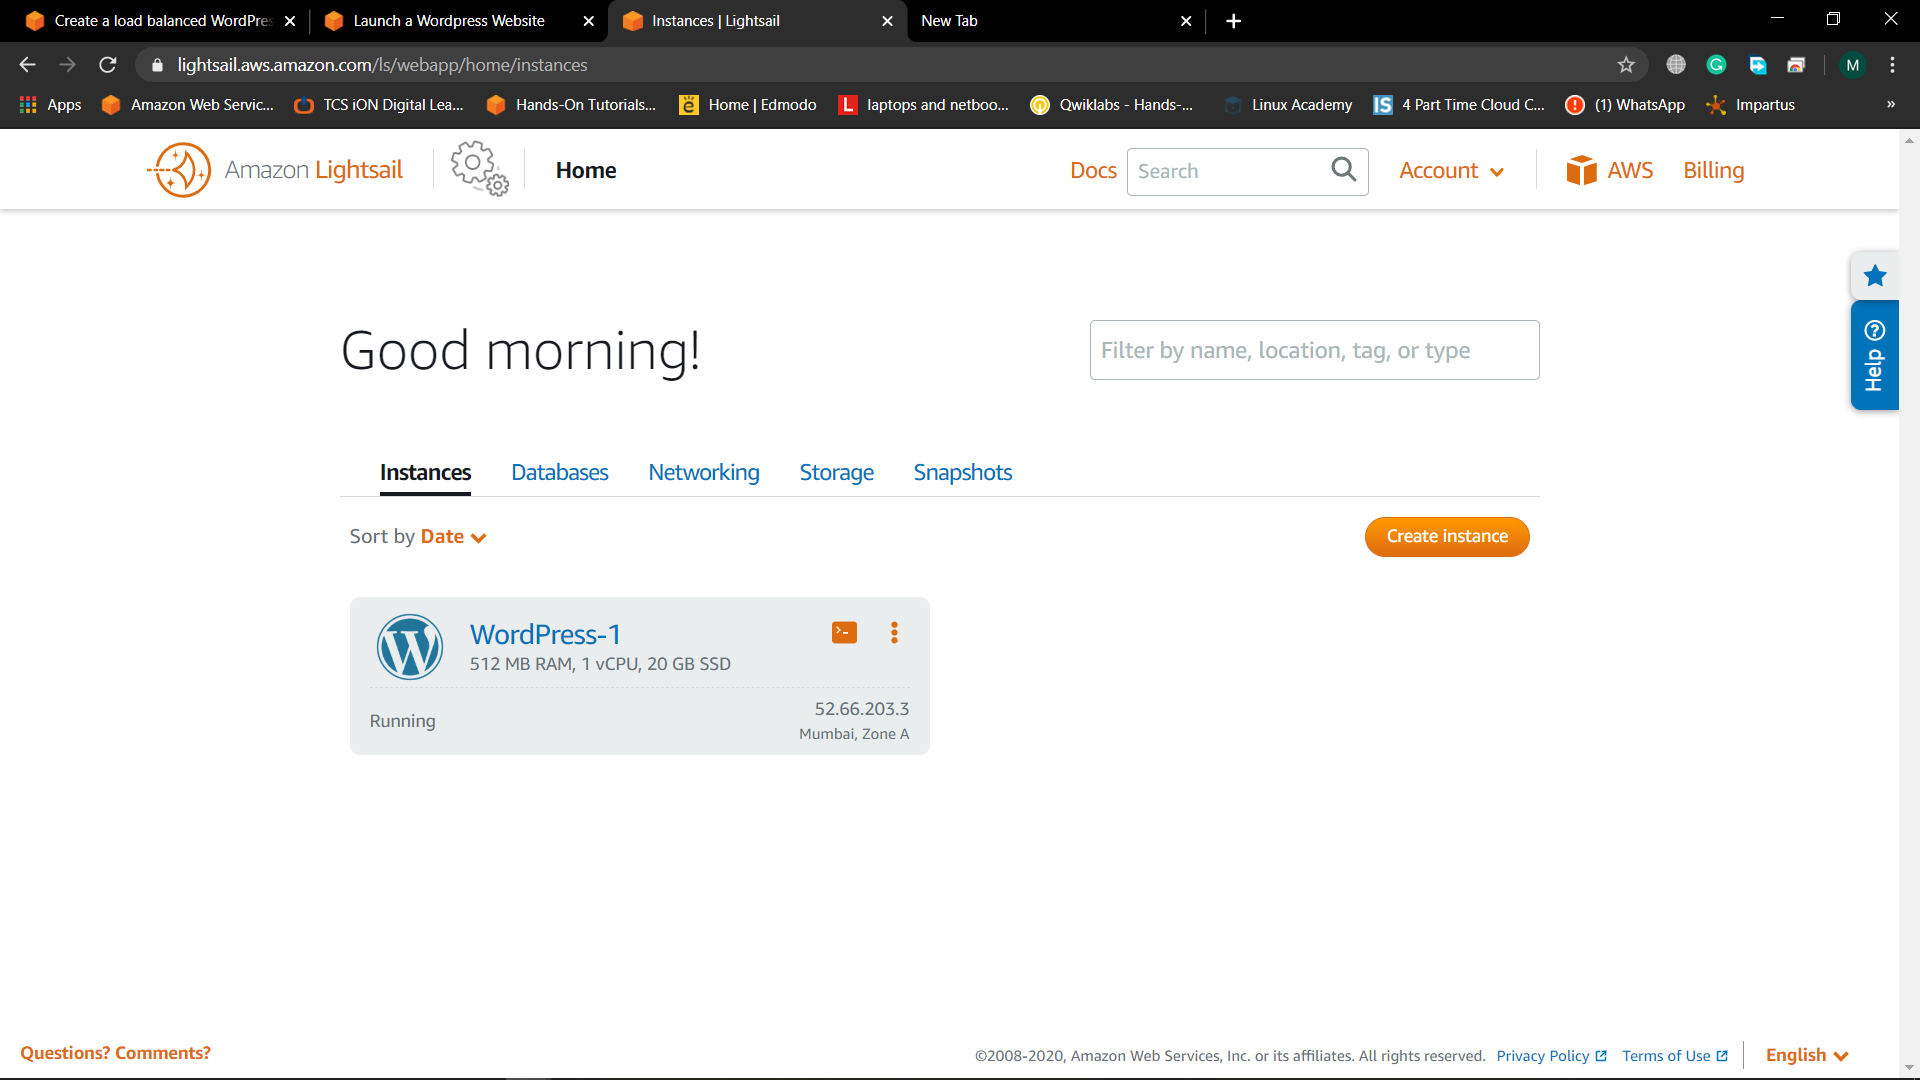 Create a load balanced WordPres
Launch a Wordpress Website
Instances | Lightsail
New Tab
lightsail.aws.amazon.com/ls/webapp/home/instances
M
Apps
Amazon Web Servic...
TCS iON Digital Lea...
Hands-On Tutorials...
Home | Edmodo
laptops and netboo...
Qwiklabs - Hands-...
Linux Academy
4 Part Time Cloud C...
(1) WhatsApp
Impartus
»
Amazon Lightsail
Home
Docs
Search
Account
AWS
Billing
Good morning!
Filter by name, location, tag, or type
Help
Instances
Databases
Networking
Storage
Snapshots
Sort by Date
Create instance
WordPress-1
512 MB RAM, 1 vCPU, 20 GB SSD
Running
52.66.203.3
Mumbai, Zone A
Questions? Comments?
©2008-2020, Amazon Web Services, Inc. or its affiliates. All rights reserved.
Privacy Policy
Terms of Use
English